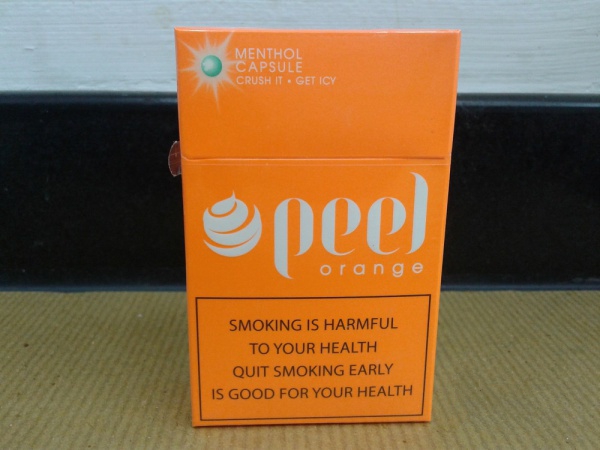 MENTHOL
CAPSULE
CRUSH IT • GET ICY
peel
orange
SMOKING IS HARMFUL
TO YOUR HEALTH
QUIT SMOKING EARLY
IS GOOD FOR YOUR HEALTH